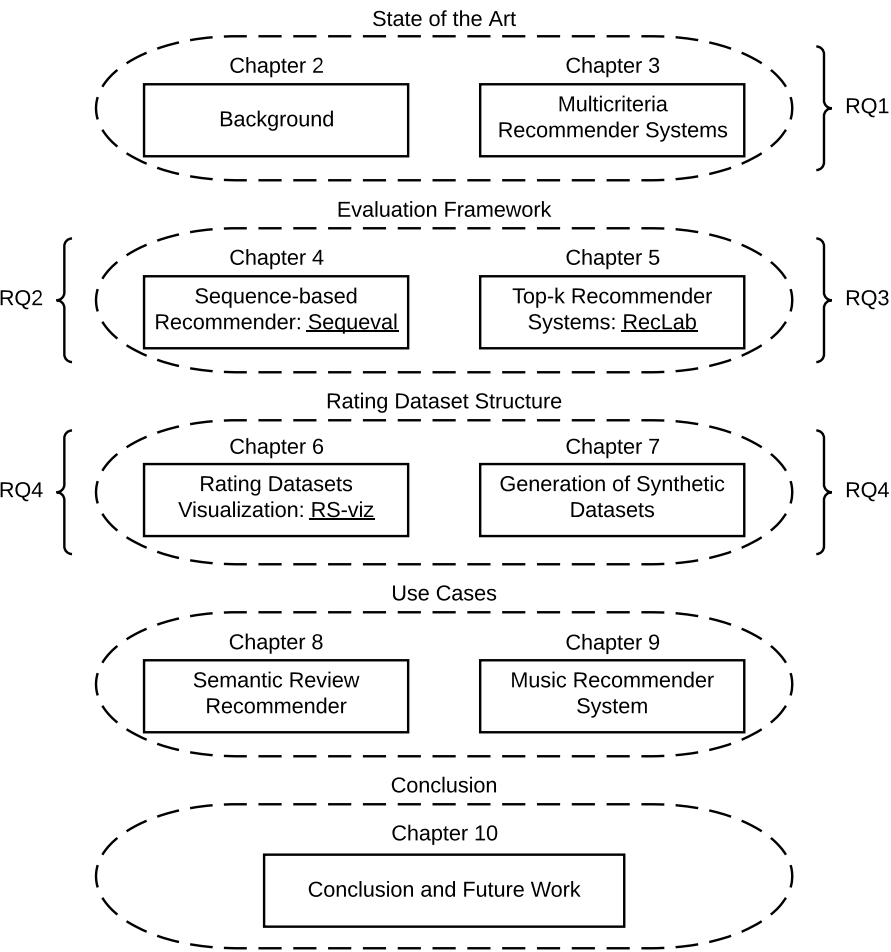 State of the Art
Chapter 2
Background
Chapter 3
Multicriteria
Recommender Systems
RQ1
Evaluation Framework
RQ2
Chapter 4
Sequence-based
Recommender: Sequeval
Chapter 5
Top-k Recommender
Systems: RecLab
RQ3
Rating Dataset Structure
RQ4
Chapter 6
Rating Datasets
Visualization: RS-viz
Chapter 7
Generation of Synthetic
Datasets
RQ4
Use Cases
Chapter 8
Semantic Review
Recommender
Chapter 9
Music Recommender
System
Conclusion
Chapter 10
Conclusion and Future Work